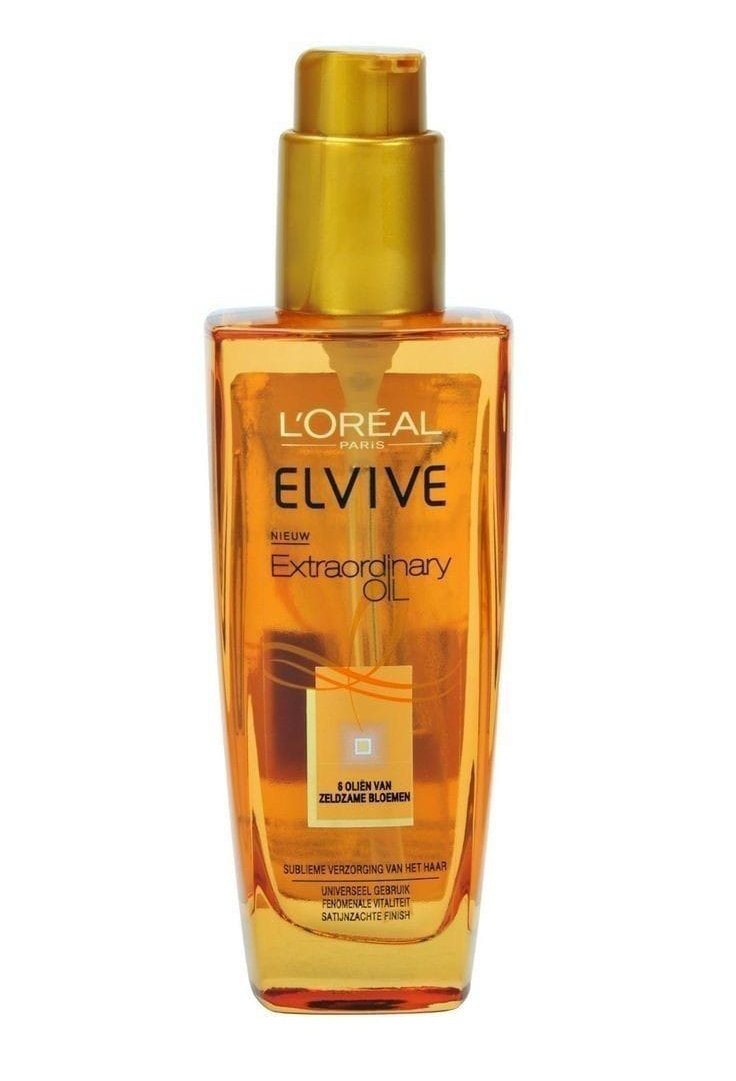 L'ORÉAL
PARIS
ELVIVE
NIEUW
Extraordinary
OIL
6 OLIËN VAN
ZELDZAME BLOEMEN
SUBLIEME VERZORGING VAN HET HAAR
UNIVERSEEL GEBRUIK
FENOMENALE VITALITEIT
SATIJNZACHTE FINISH